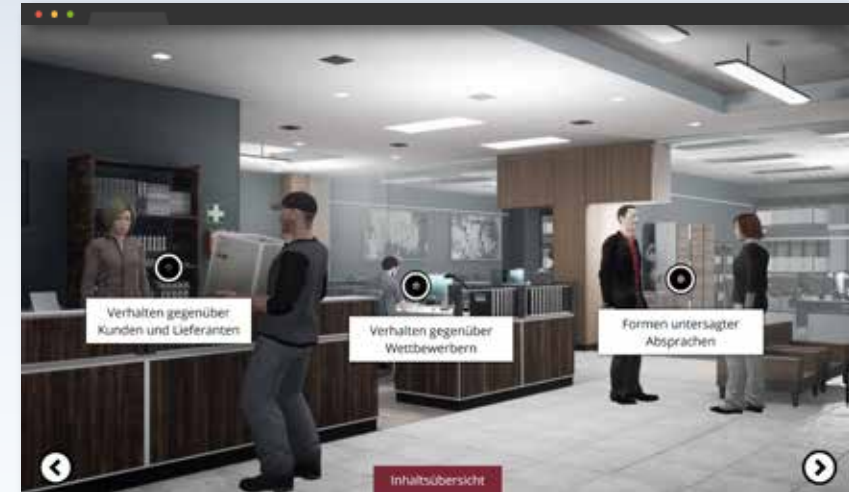 Verhalten gegenüber
Kunden und Lieferanten
Verhalten gegenüber
Wettbewerbern
Formen untersagter
Absprachen
Inhaltsübersicht